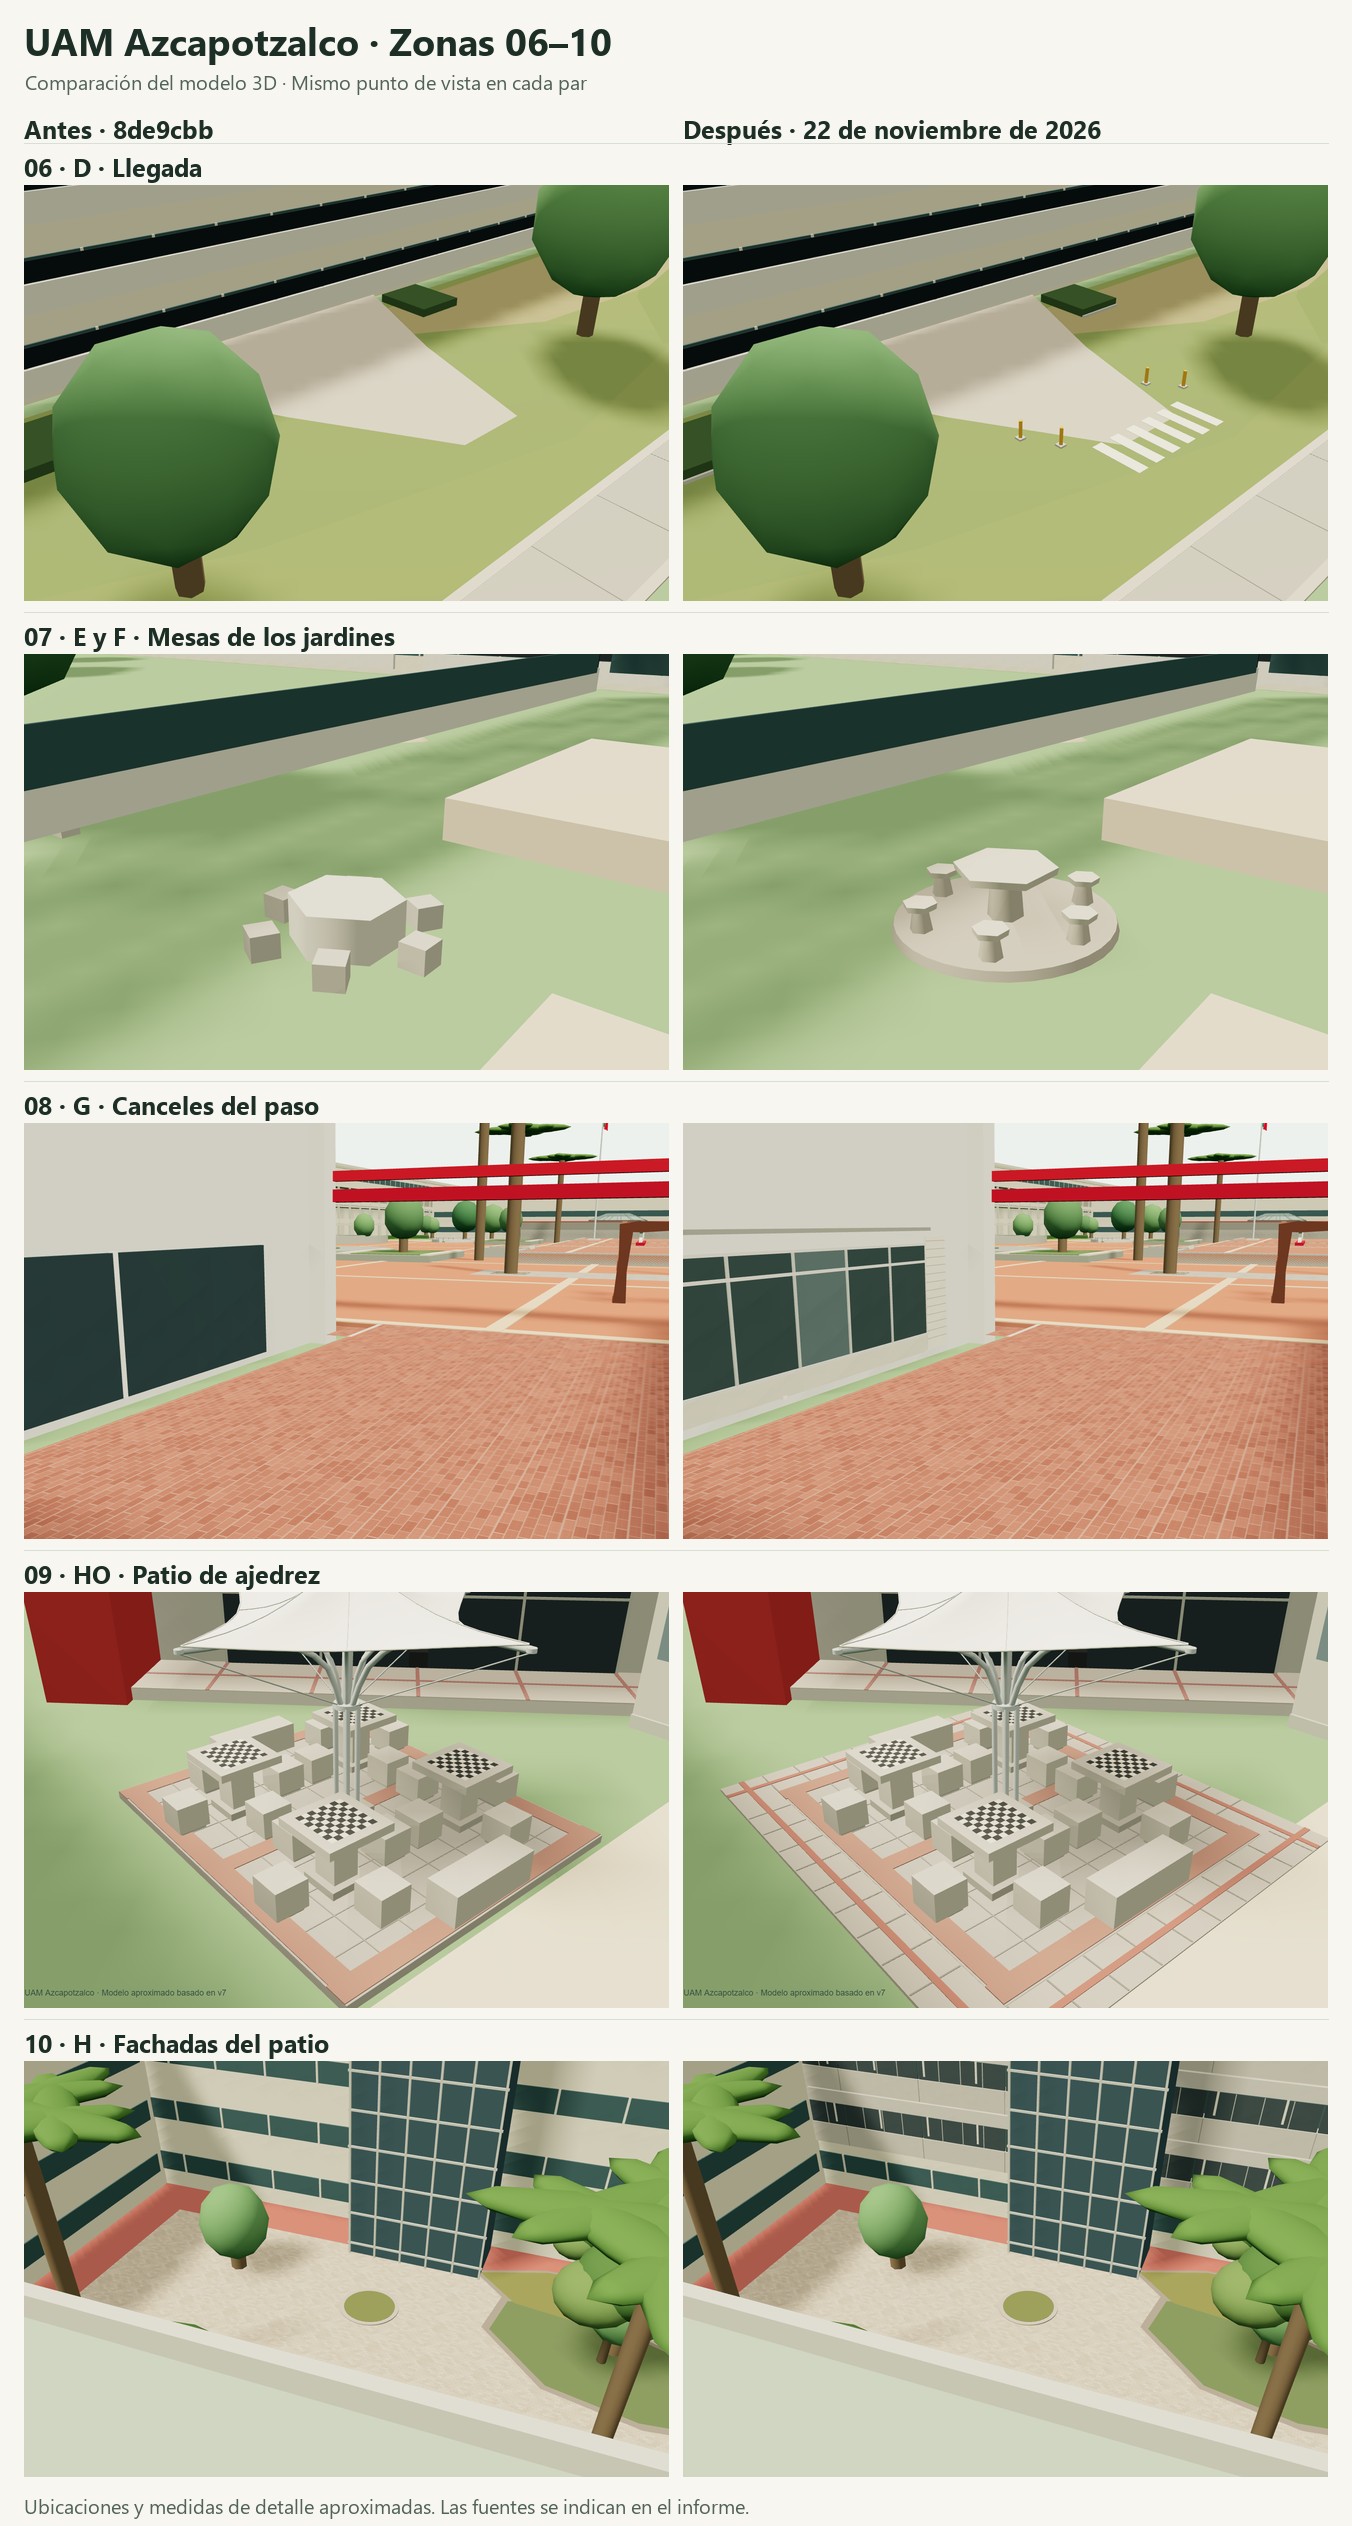 UAM Azcapotzalco · Zonas 06–10
Comparación del modelo 3D · Mismo punto de vista en cada par
Antes · 8de9cbb
Después · 22 de noviembre de 2026
06 · D · Llegada
07 · E y F · Mesas de los jardines
08 · G · Canceles del paso
09 · HO · Patio de ajedrez
UAM Azcapotzalco · Modelo aproximado basado en v7
UAM Azcapotzalco · Modelo aproximado basado en v7
10 · H · Fachadas del patio
Ubicaciones y medidas de detalle aproximadas. Las fuentes se indican en el informe.